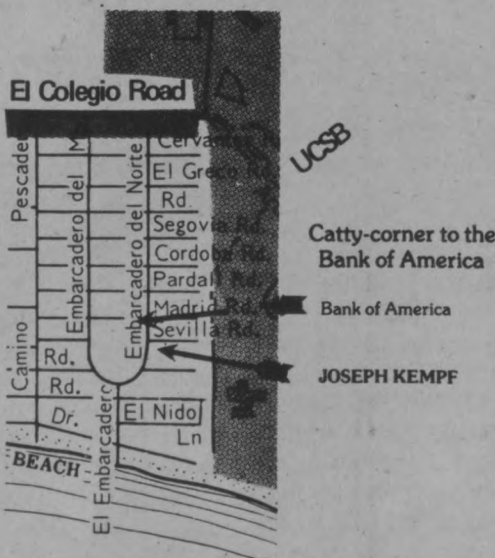 El Colegio Road
Pescade
Embarcadero del M
Embarcadero del Norte
Cervantes
UCSB
El Greco Rd.
Rd.
Segovia Rd.
Cordoba Rd.
Pardall Rd.
Madrid Rd.
Sevilla Rd.
Camino
Rd.
Rd.
Dr.
El Nido
Ln
BEACH
El Embarcadero
Catty-corner to the
Bank of America
Bank of America
JOSEPH KEMPF